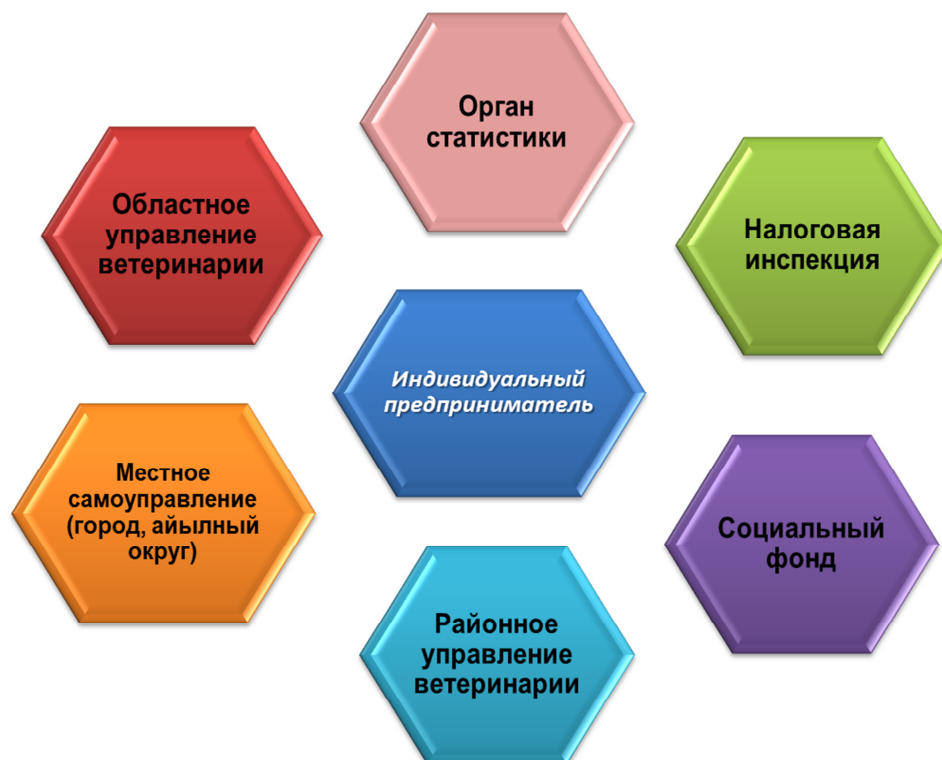 Орган
статистики
Областное
управление
ветеринарии
Налоговая
инспекция
Индивидуальный
предприниматель
Местное
самоуправление
(город, айылный
округ)
Социальный
фонд
Районное
управление
ветеринарии